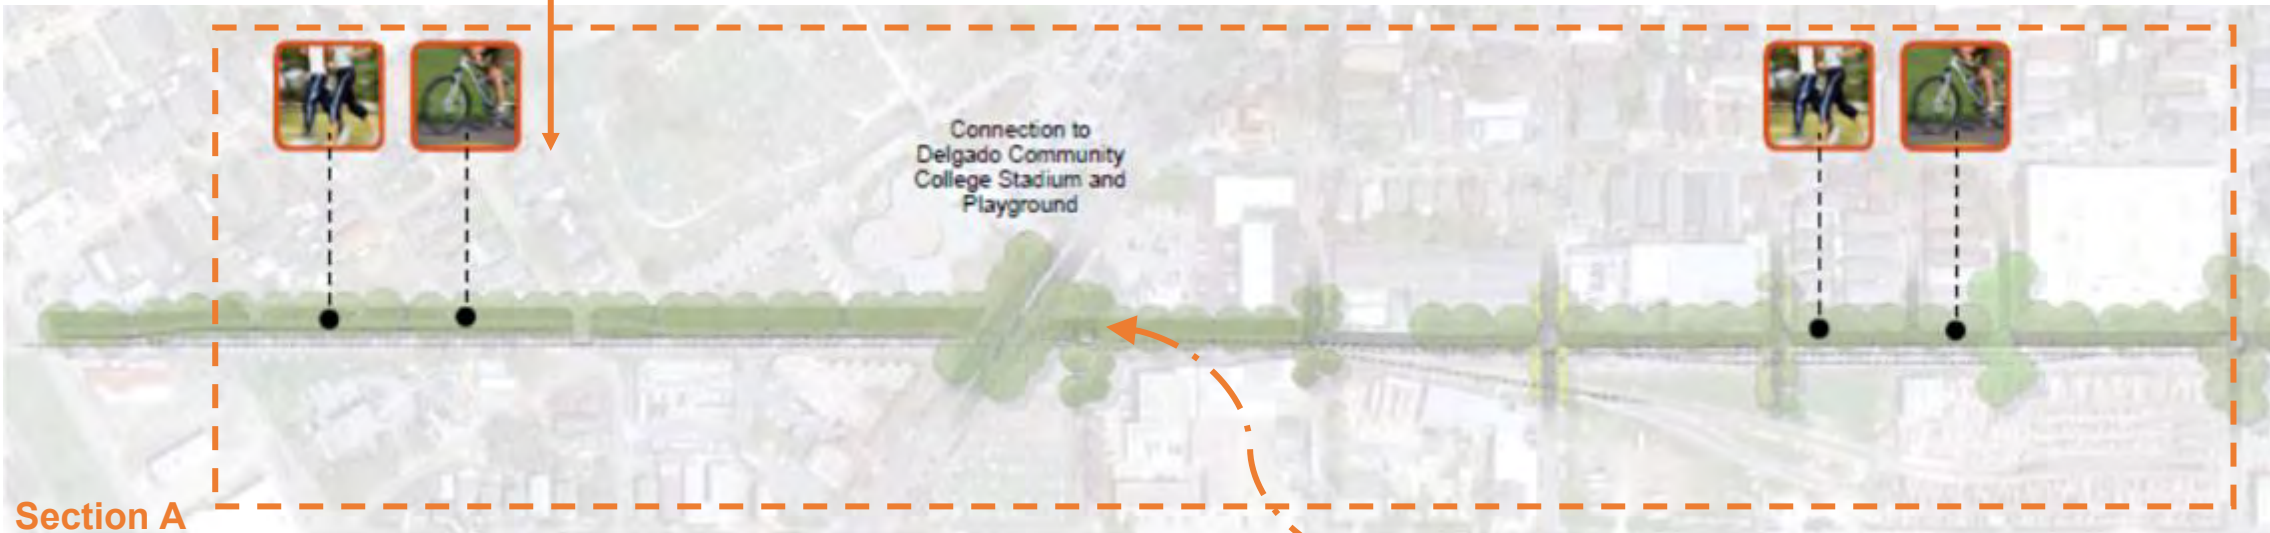 Connection to
Delgado Community
College Stadium and
Playground
Section A